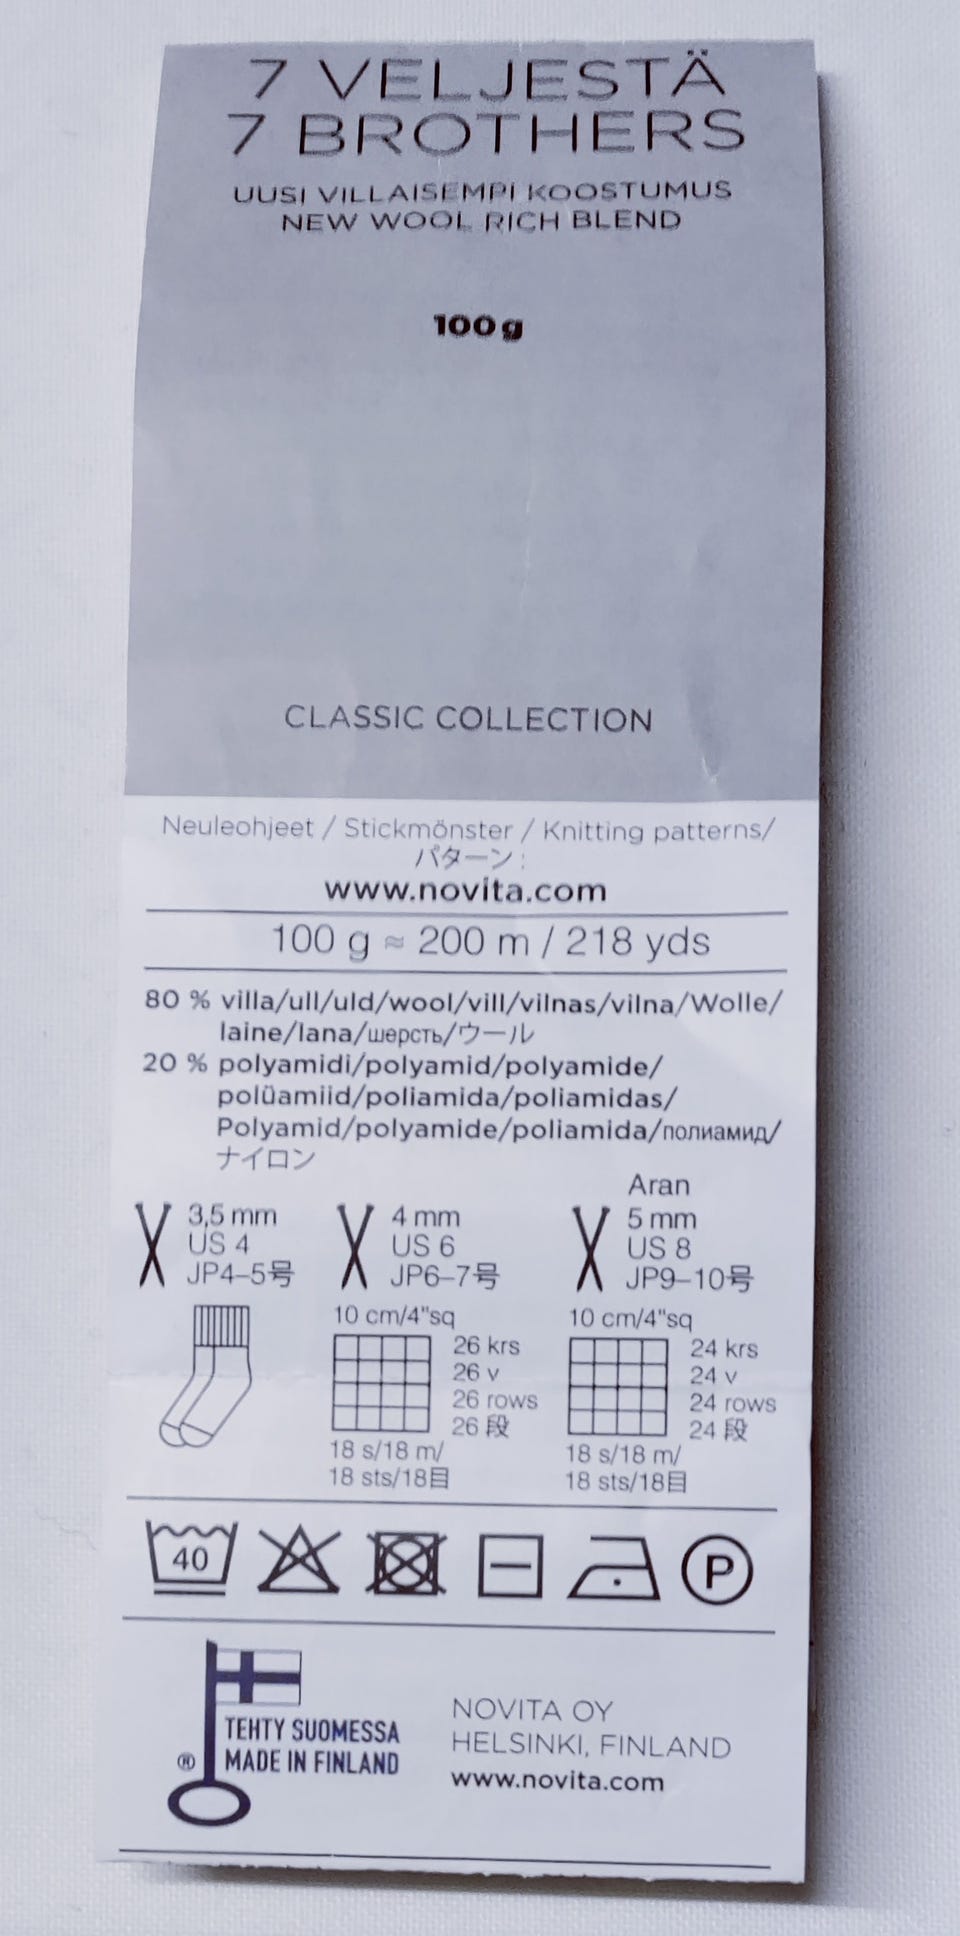 7 VELJESTÄ
7 BROTHERS
UUSI VILLAISEMPI KOOSTUMUS
NEW WOOL RICH BLEND
100 g
CLASSIC COLLECTION
Neuleohjeet / Stickmönster / Knitting patterns/
パターン:
www.novita.com
100 g ≈ 200 m / 218 yds
80 % villa/ull/uld/wool/vill/vilnas/vilna/Wolle/
laine/lana/шерсть/ウール
20 % polyamidi/polyamid/polyamide/
polüamiid/poliamida/poliamidas/
Polyamid/polyamide/poliamida/полиамид/
ナイロン
3,5 mm
US 4
JP4–5号
4 mm
US 6
JP6–7号
10 cm/4"sq
26 krs
26 v
26 rows
26 段
18 s/18 m/
18 sts/18目
Aran
5 mm
US 8
JP9–10号
10 cm/4"sq
24 krs
24 v
24 rows
24 段
18 s/18 m/
18 sts/18目
40
P
TEHTY SUOMESSA
® MADE IN FINLAND
NOVITA OY
HELSINKI, FINLAND
www.novita.com